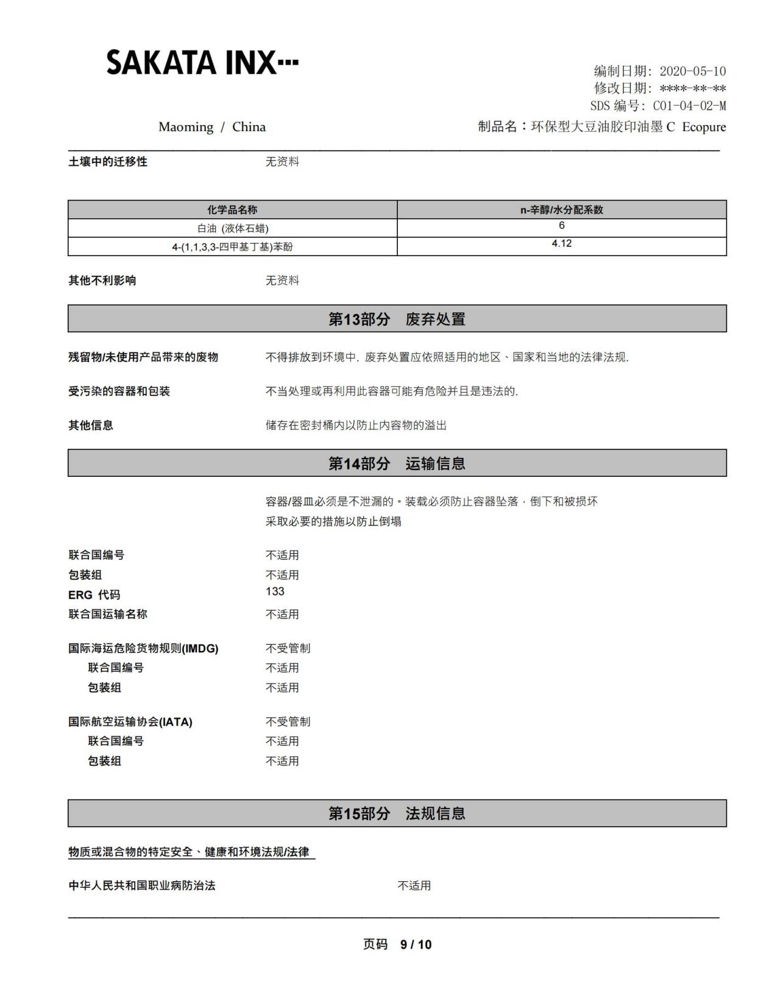 SAKATA INX
编制日期: 2020-05-10
修改日期: ****-**-**
SDS 编号: C01-04-02-M
Maoming / China 制品名：环保型大豆油胶印油墨 C Ecopure
土壤中的迁移性 无资料
化学品名称 n-辛醇/水分配系数
白油 (液体石蜡) 6
4-(1,1,3,3-四甲基丁基)苯酚 4.12
其他不利影响 无资料
第13部分 废弃处置
残留物/未使用产品带来的废物 不得排放到环境中. 废弃处置应依照适用的地区、国家和当地的法律法规.
受污染的容器和包装 不当处理或再利用此容器可能有危险并且是违法的.
其他信息 储存在密封桶内以防止内容物的溢出
第14部分 运输信息
容器/器皿必须是不泄漏的。装载必须防止容器坠落，倒下和被损坏
采取必要的措施以防止倒塌
联合国编号 不适用
包装组 不适用
ERG 代码 133
联合国运输名称 不适用
国际海运危险货物规则(IMDG) 不受管制
联合国编号 不适用
包装组 不适用
国际航空运输协会(IATA) 不受管制
联合国编号 不适用
包装组 不适用
第15部分 法规信息
物质或混合物的特定安全、健康和环境法规/法律
中华人民共和国职业病防治法 不适用
页码 9 / 10